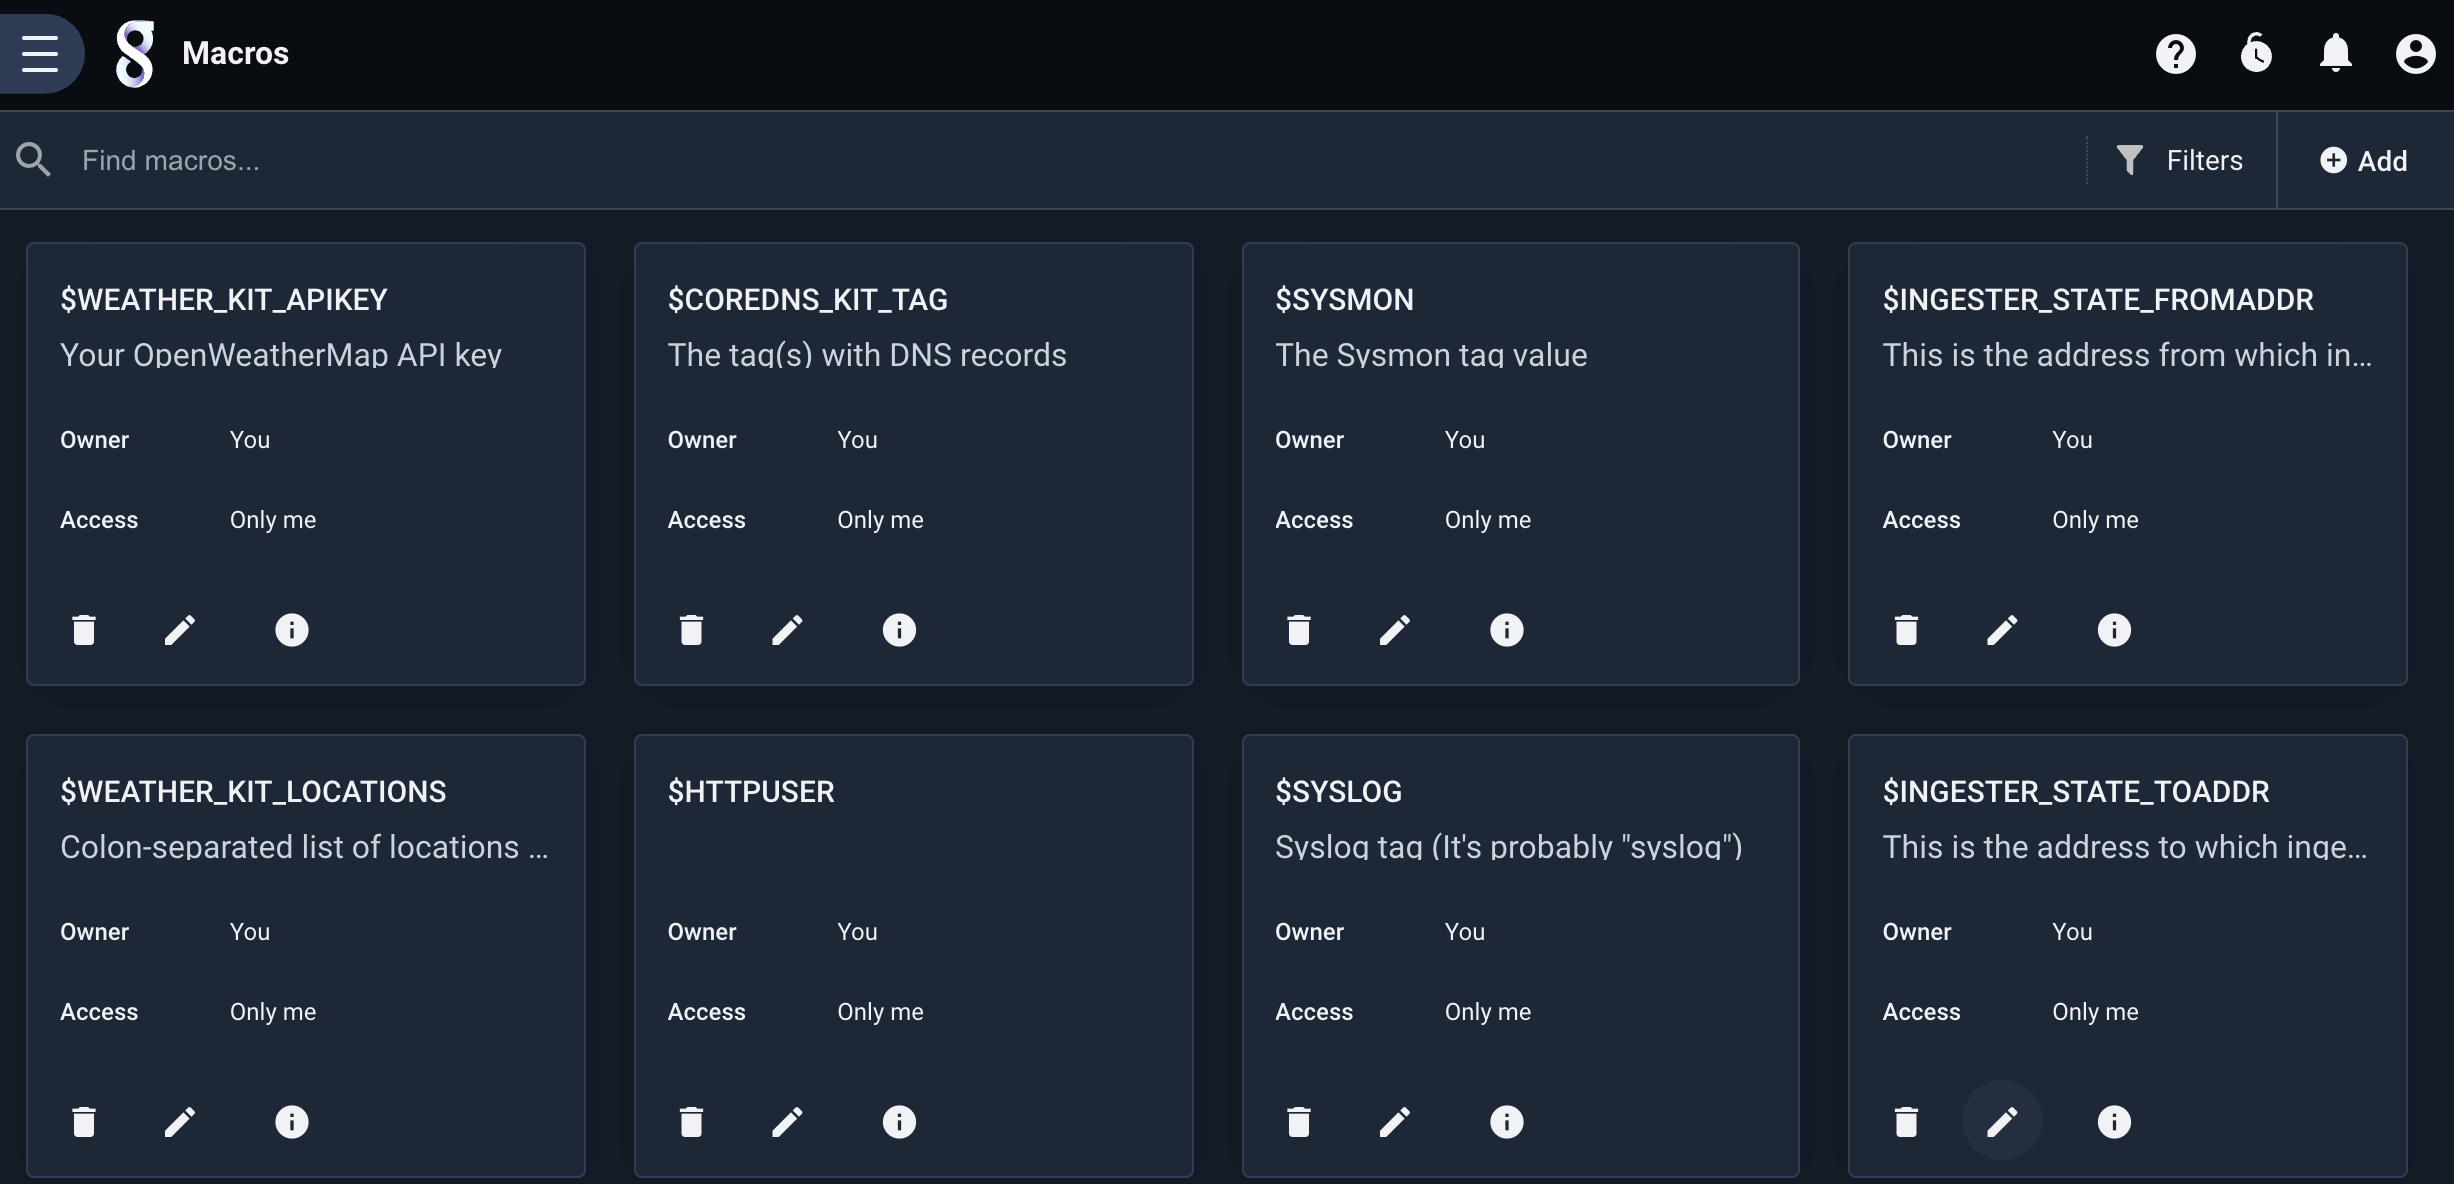 Macros
Find macros...
Filters
Add
$WEATHER_KIT_APIKEY
Your OpenWeatherMap API key
Owner You
Access Only me
$COREDNS_KIT_TAG
The tag(s) with DNS records
Owner You
Access Only me
$SYSMON
The Sysmon tag value
Owner You
Access Only me
$INGESTER_STATE_FROMADDR
This is the address from which in...
Owner You
Access Only me
$WEATHER_KIT_LOCATIONS
Colon-separated list of locations ...
Owner You
Access Only me
$HTTPUSER
Owner You
Access Only me
$SYSLOG
Syslog tag (It's probably "syslog")
Owner You
Access Only me
$INGESTER_STATE_TOADDR
This is the address to which inge...
Owner You
Access Only me